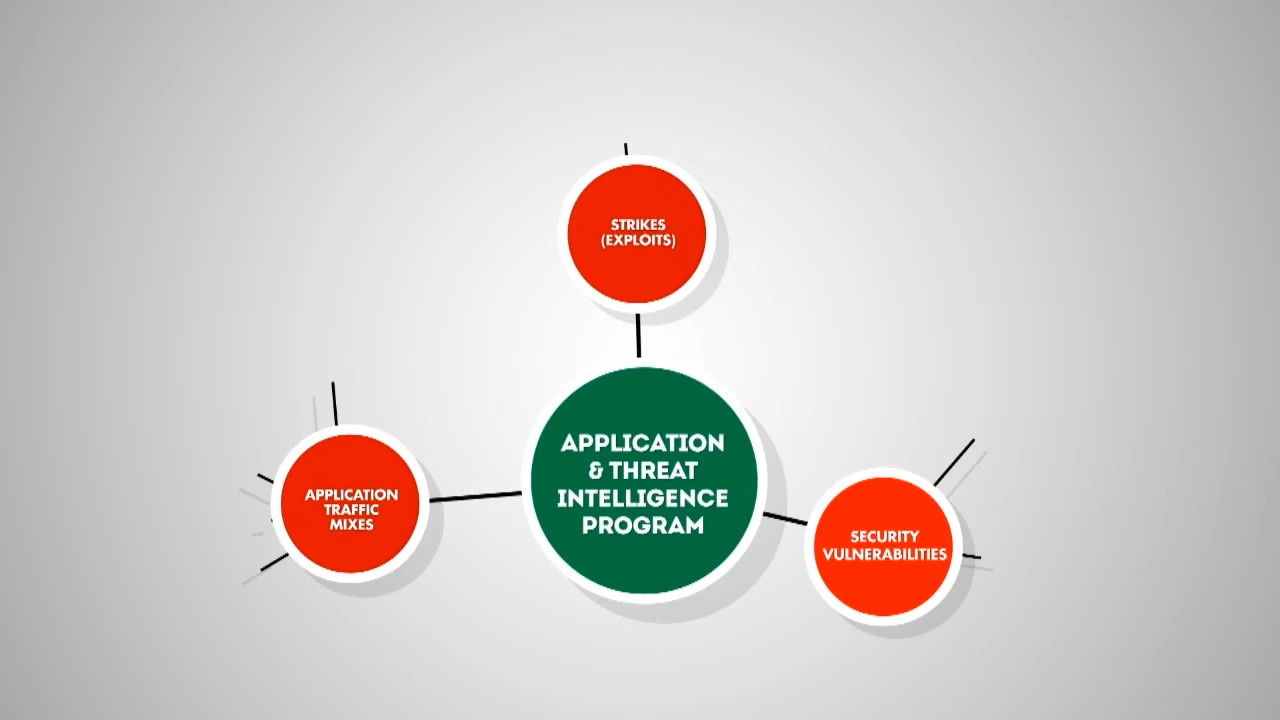 STRIKES
(EXPLOITS)
APPLICATION
& THREAT
INTELLIGENCE
PROGRAM
APPLICATION
TRAFFIC
MIXES
SECURITY
VULNERABILITIES